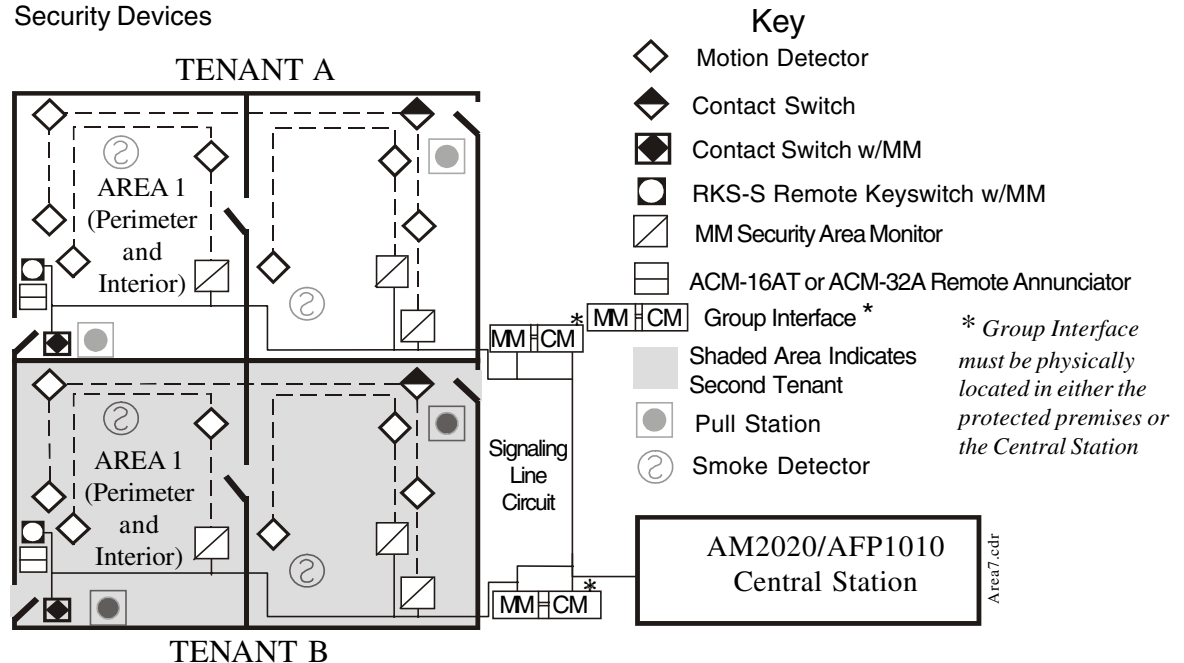 Security Devices
TENANT A
AREA 1
(Perimeter
and
Interior)
AREA 1
(Perimeter
and
Interior)
TENANT B
*
MM CM
Signaling
Line
Circuit
*
MM CM
Key
Motion Detector
Contact Switch
Contact Switch w/MM
RKS-S Remote Keyswitch w/MM
MM Security Area Monitor
ACM-16AT or ACM-32A Remote Annunciator
MM CM Group Interface *
Shaded Area Indicates
Second Tenant
Pull Station
Smoke Detector
* Group Interface
must be physically
located in either the
protected premises or
the Central Station
AM2020/AFP1010
Central Station
Area7.cdr